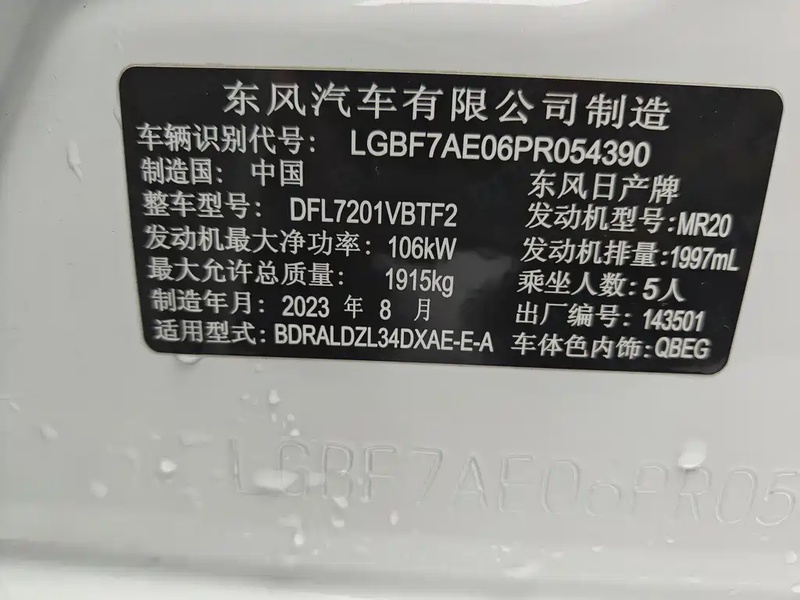 东风汽车有限公司制造
车辆识别代号: LGBF7AE06PR054390
制造国: 中国 东风日产牌
整车型号: DFL7201VBTF2 发动机型号:MR20
发动机最大净功率: 106kW 发动机排量:1997mL
最大允许总质量: 1915kg 乘坐人数:5人
制造年月: 2023 年 8 月 出厂编号: 143501
适用型式: BDRALDZL34DXAE-E-A 车体色内饰:QBEG
LGBF7AE06PR05